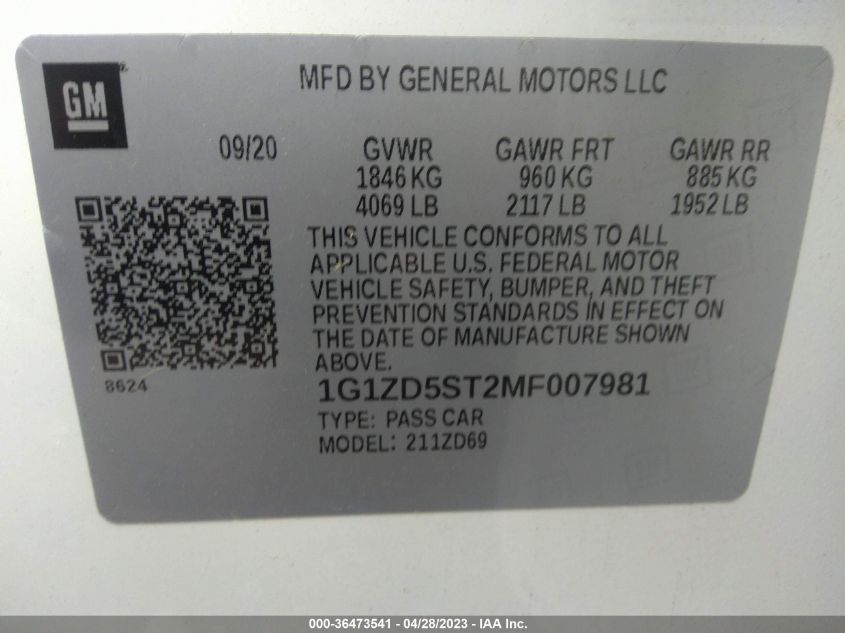 GM
MFD BY GENERAL MOTORS LLC
09/20 GVWR GAWR FRT GAWR RR
1846 KG 960 KG 885 KG
4069 LB 2117 LB 1952 LB
THIS VEHICLE CONFORMS TO ALL
APPLICABLE U.S. FEDERAL MOTOR
VEHICLE SAFETY, BUMPER, AND THEFT
PREVENTION STANDARDS IN EFFECT ON
THE DATE OF MANUFACTURE SHOWN
ABOVE.
8624
1G1ZD5ST2MF007981
TYPE: PASS CAR
MODEL: 211ZD69
000-36473541 - 04/28/2023 - IAA Inc.